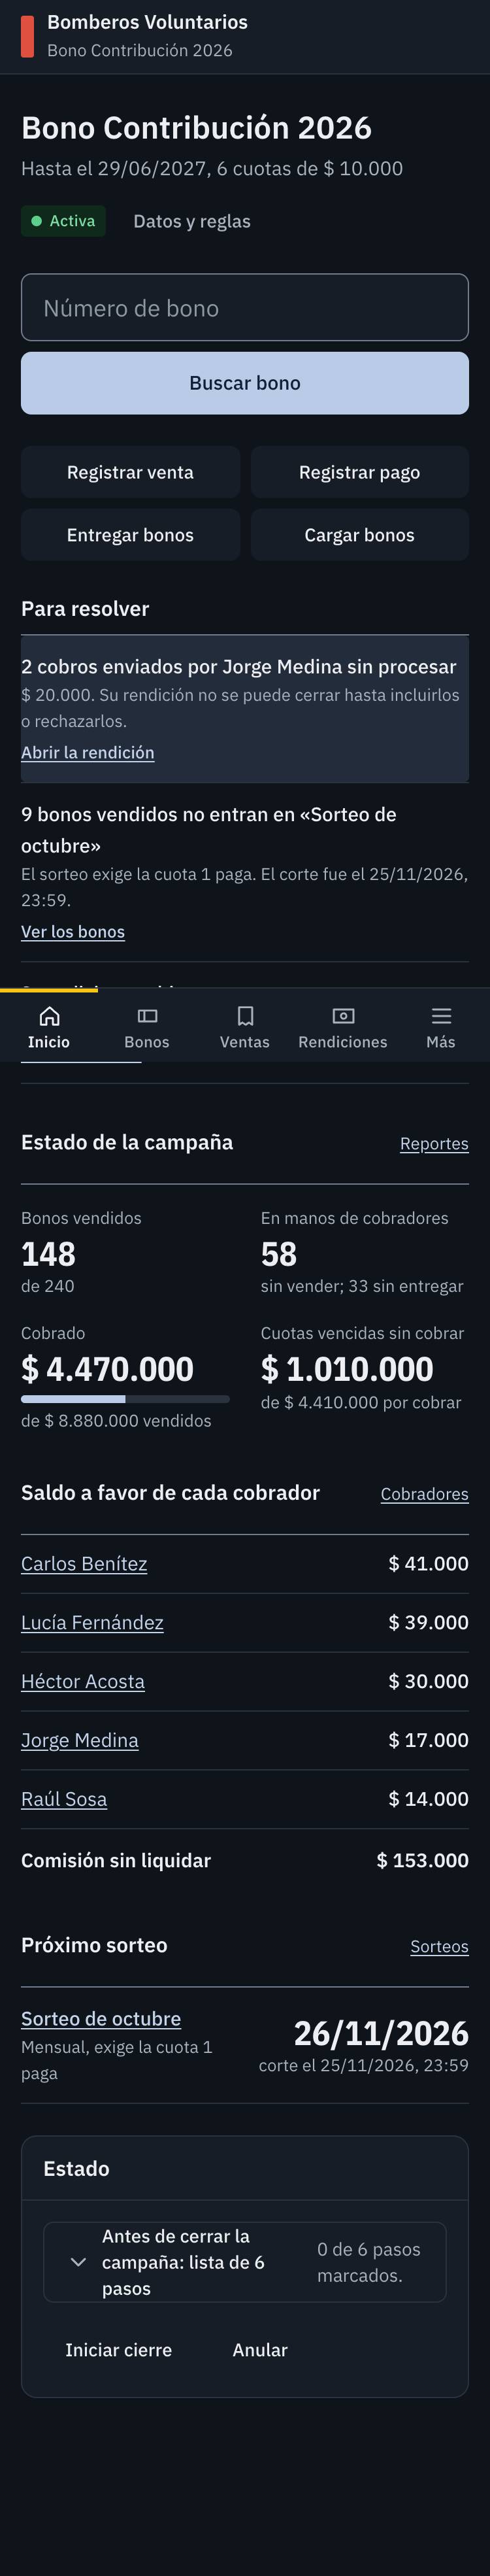 Bomberos Voluntarios
Bono Contribución 2026
Bono Contribución 2026
Hasta el 29/06/2027, 6 cuotas de $ 10.000
Activa
Datos y reglas
Número de bono
Buscar bono
Registrar venta
Registrar pago
Entregar bonos
Cargar bonos
Para resolver
2 cobros enviados por Jorge Medina sin procesar
$ 20.000. Su rendición no se puede cerrar hasta incluirlos
o rechazarlos.
Abrir la rendición
9 bonos vendidos no entran en «Sorteo de
octubre»
El sorteo exige la cuota 1 paga. El corte fue el 25/11/2026,
23:59.
Ver los bonos
Inicio
Bonos
Ventas
Rendiciones
Más
Estado de la campaña
Reportes
Bonos vendidos
148
de 240
En manos de cobradores
58
sin vender; 33 sin entregar
Cobrado
$ 4.470.000
de $ 8.880.000 vendidos
Cuotas vencidas sin cobrar
$ 1.010.000
de $ 4.410.000 por cobrar
Saldo a favor de cada cobrador
Cobradores
Carlos Benítez
$ 41.000
Lucía Fernández
$ 39.000
Héctor Acosta
$ 30.000
Jorge Medina
$ 17.000
Raúl Sosa
$ 14.000
Comisión sin liquidar
$ 153.000
Próximo sorteo
Sorteos
Sorteo de octubre
Mensual, exige la cuota 1
paga
26/11/2026
corte el 25/11/2026, 23:59
Estado
Antes de cerrar la
campaña: lista de 6
pasos
0 de 6 pasos
marcados.
Iniciar cierre
Anular